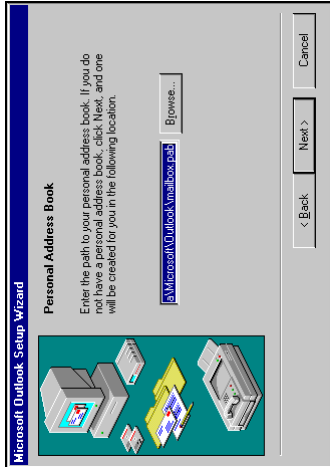 Microsoft Outlook Setup Wizard
Personal Address Book
Enter the path to your personal address book. If you do
not have a personal address book, click Next, and one
will be created for you in the following location.
a\Microsoft\Outlook\mailbox.pab
Browse...
< Back
Next >
Cancel